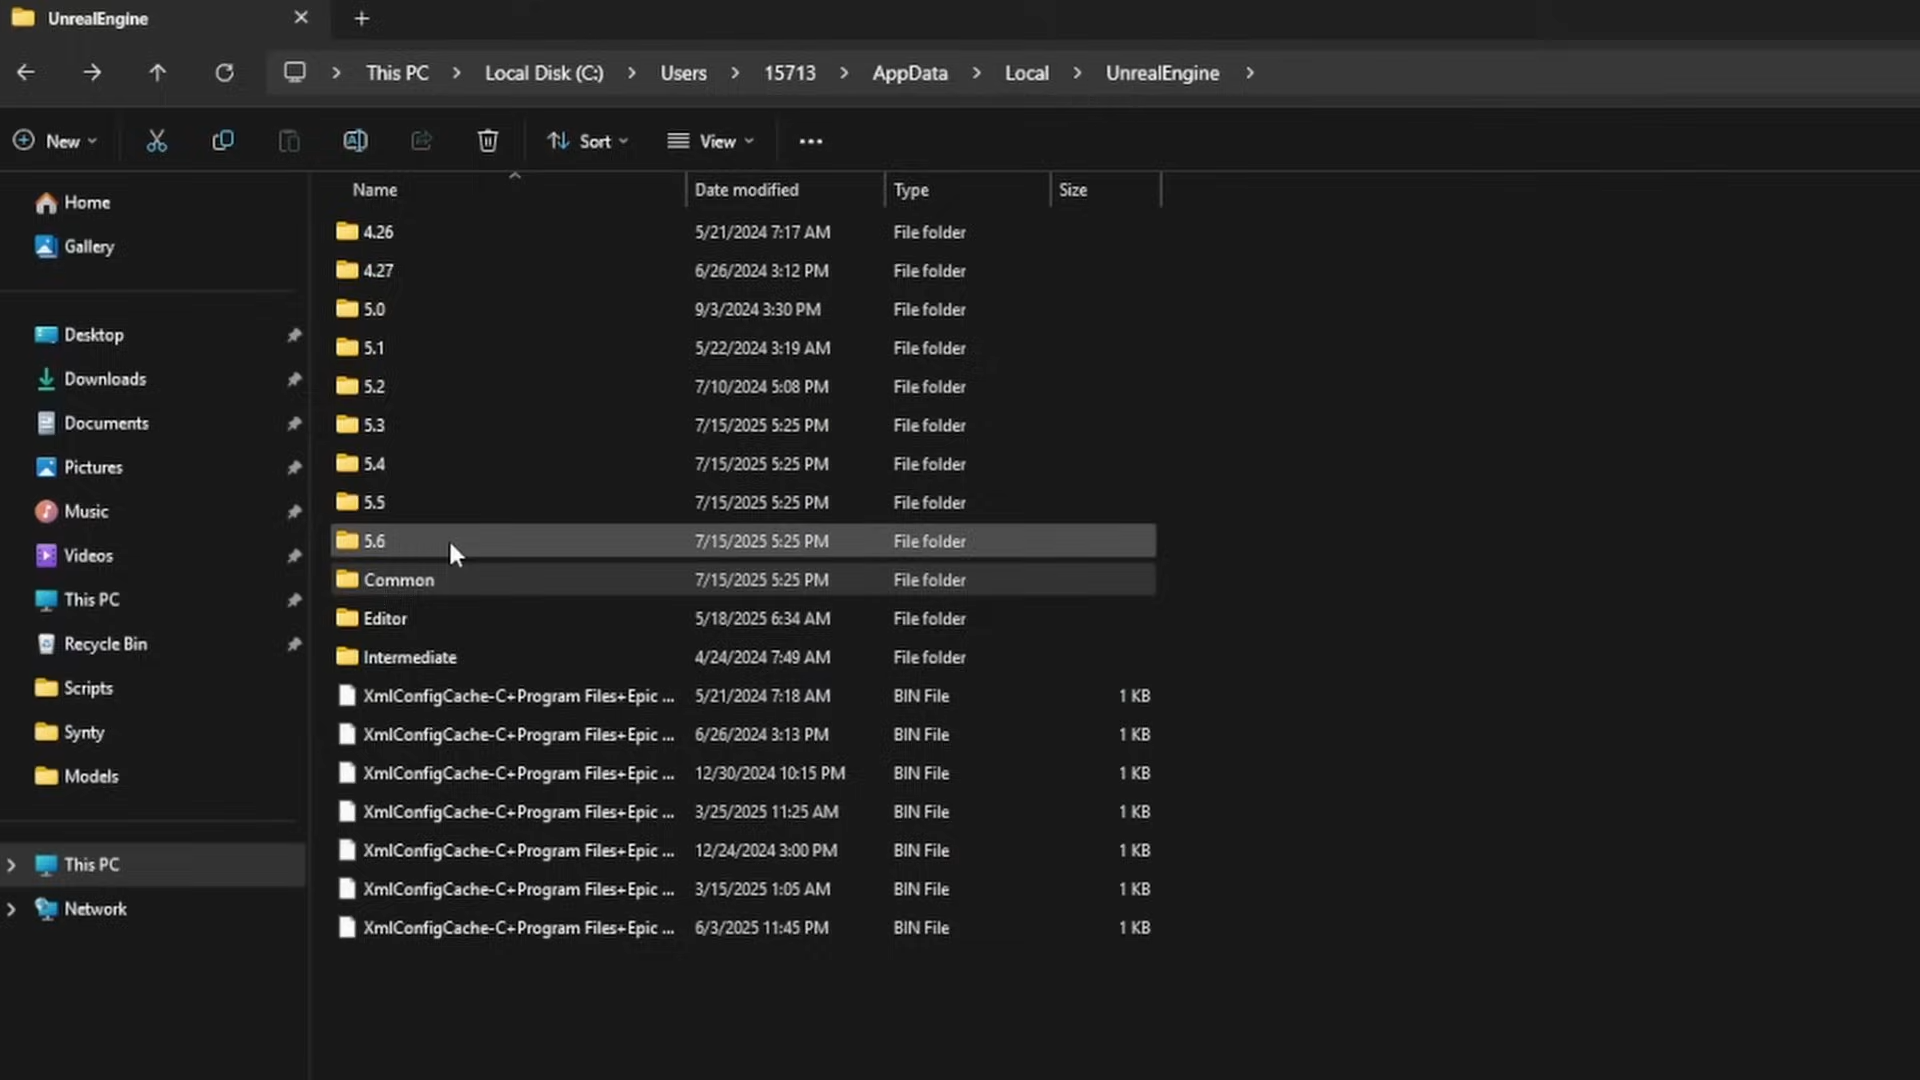 UnrealEngine
This PC Local Disk (C:) Users 15713 AppData Local UnrealEngine
New Sort View
Name Date modified Type Size
Home
Gallery
Desktop
Downloads
Documents
Pictures
Music
Videos
This PC
Recycle Bin
Scripts
Synty
Models
This PC
Network
4.26 5/21/2024 7:17 AM File folder
4.27 6/26/2024 3:12 PM File folder
5.0 9/3/2024 3:30 PM File folder
5.1 5/22/2024 3:19 AM File folder
5.2 7/10/2024 5:08 PM File folder
5.3 7/15/2025 5:25 PM File folder
5.4 7/15/2025 5:25 PM File folder
5.5 7/15/2025 5:25 PM File folder
5.6 7/15/2025 5:25 PM File folder
Common 7/15/2025 5:25 PM File folder
Editor 5/18/2025 6:34 AM File folder
Intermediate 4/24/2024 7:49 AM File folder
XmlConfigCache-C+Program Files+Epic ... 5/21/2024 7:18 AM BIN File 1 KB
XmlConfigCache-C+Program Files+Epic ... 6/26/2024 3:13 PM BIN File 1 KB
XmlConfigCache-C+Program Files+Epic ... 12/30/2024 10:15 PM BIN File 1 KB
XmlConfigCache-C+Program Files+Epic ... 3/25/2025 11:25 AM BIN File 1 KB
XmlConfigCache-C+Program Files+Epic ... 12/24/2024 3:00 PM BIN File 1 KB
XmlConfigCache-C+Program Files+Epic ... 3/15/2025 1:05 AM BIN File 1 KB
XmlConfigCache-C+Program Files+Epic ... 6/3/2025 11:45 PM BIN File 1 KB